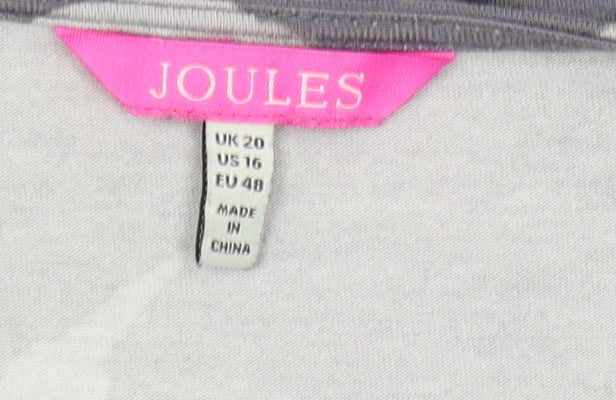 JOULES
UK 20
US 16
EU 48
MADE
IN
CHINA